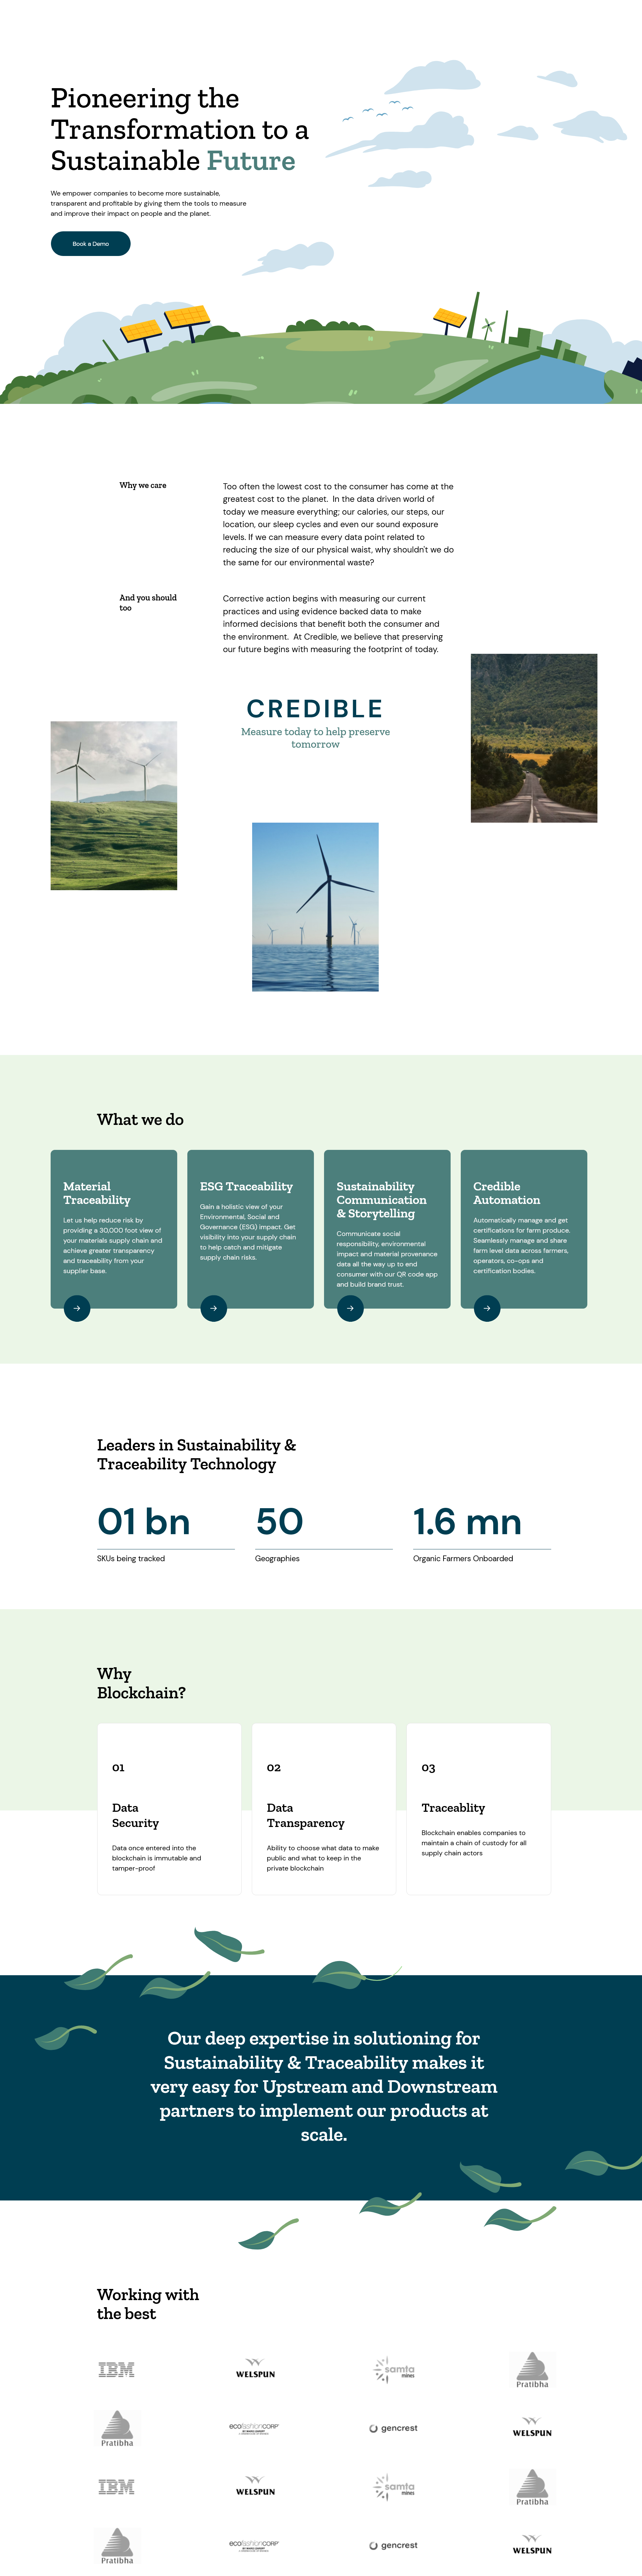 Pioneering the
Transformation to a
Sustainable Future
We empower companies to become more sustainable,
transparent and profitable by giving them the tools to measure
and improve their impact on people and the planet.
Book a Demo
Why we care
Too often the lowest cost to the consumer has come at the
greatest cost to the planet.  In the data driven world of
today we measure everything; our calories, our steps, our
location, our sleep cycles and even our sound exposure
levels. If we can measure every data point related to
reducing the size of our physical waist, why shouldn't we do
the same for our environmental waste?
And you should
too
Corrective action begins with measuring our current
practices and using evidence backed data to make
informed decisions that benefit both the consumer and
the environment.  At Credible, we believe that preserving
our future begins with measuring the footprint of today.
CREDIBLE
Measure today to help preserve
tomorrow
What we do
Material
Traceability
Let us help reduce risk by
providing a 30,000 foot view of
your materials supply chain and
achieve greater transparency
and traceability from your
supplier base.
ESG Traceability
Gain a holistic view of your
Environmental, Social and
Governance (ESG) impact. Get
visibility into your supply chain
to help catch and mitigate
supply chain risks.
Sustainability
Communication
& Storytelling
Communicate social
responsibility, environmental
impact and material provenance
data all the way up to end
consumer with our QR code app
and build brand trust.
Credible
Automation
Automatically manage and get
certifications for farm produce.
Seamlessly manage and share
farm level data across farmers,
operators, co-ops and
certification bodies.
Leaders in Sustainability &
Traceability Technology
01 bn
SKUs being tracked
50
Geographies
1.6 mn
Organic Farmers Onboarded
Why
Blockchain?
01
Data
Security
Data once entered into the
blockchain is immutable and
tamper-proof
02
Data
Transparency
Ability to choose what data to make
public and what to keep in the
private blockchain
03
Traceablity
Blockchain enables companies to
maintain a chain of custody for all
supply chain actors
Our deep expertise in solutioning for
Sustainability & Traceability makes it
very easy for Upstream and Downstream
partners to implement our products at
scale.
Working with
the best
IBM
WELSPUN
samta
mines
Pratibha
Pratibha
ecofashionCORP
gencrest
WELSPUN
IBM
WELSPUN
samta
mines
Pratibha
Pratibha
ecofashionCORP
gencrest
WELSPUN